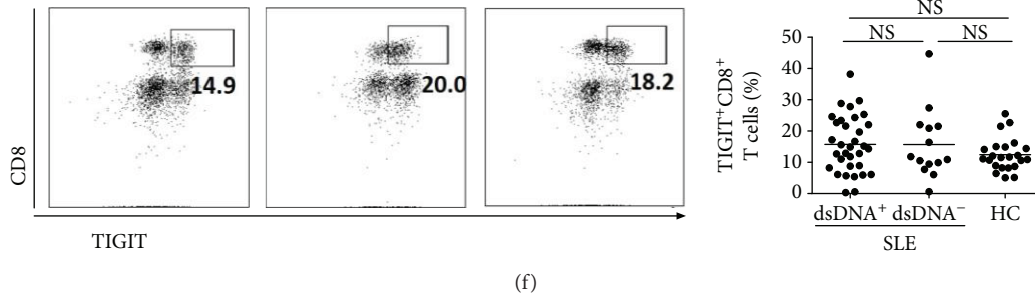 CD8
14.9
20.0
18.2
TIGIT
TIGIT⁺CD8⁺
T cells (%)
NS
NS NS
50
40
30
20
10
0
dsDNA⁺ dsDNA⁻ HC
SLE
(f)